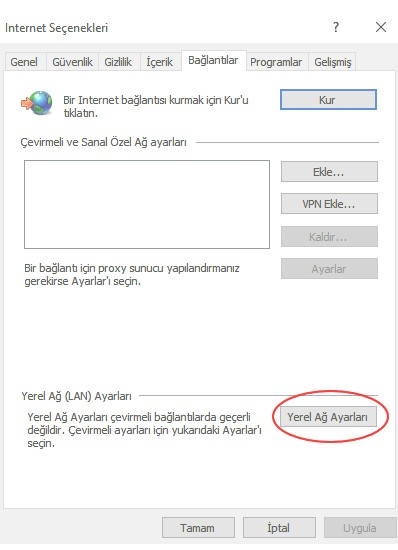 Internet Seçenekleri
Genel Güvenlik Gizlilik İçerik Bağlantılar Programlar Gelişmiş
Bir Internet bağlantısı kurmak için Kur'u
tıklatın.
Kur
Çevirmeli ve Sanal Özel Ağ ayarları
Ekle...
VPN Ekle...
Kaldır...
Bir bağlantı için proxy sunucu yapılandırmanız
gerekirse Ayarlar'ı seçin.
Ayarlar
Yerel Ağ (LAN) Ayarları
Yerel Ağ Ayarları çevirmeli bağlantılarda geçerli
değildir. Çevirmeli ayarları için yukarıdaki Ayarlar'ı
seçin.
Yerel Ağ Ayarları
Tamam İptal Uygula